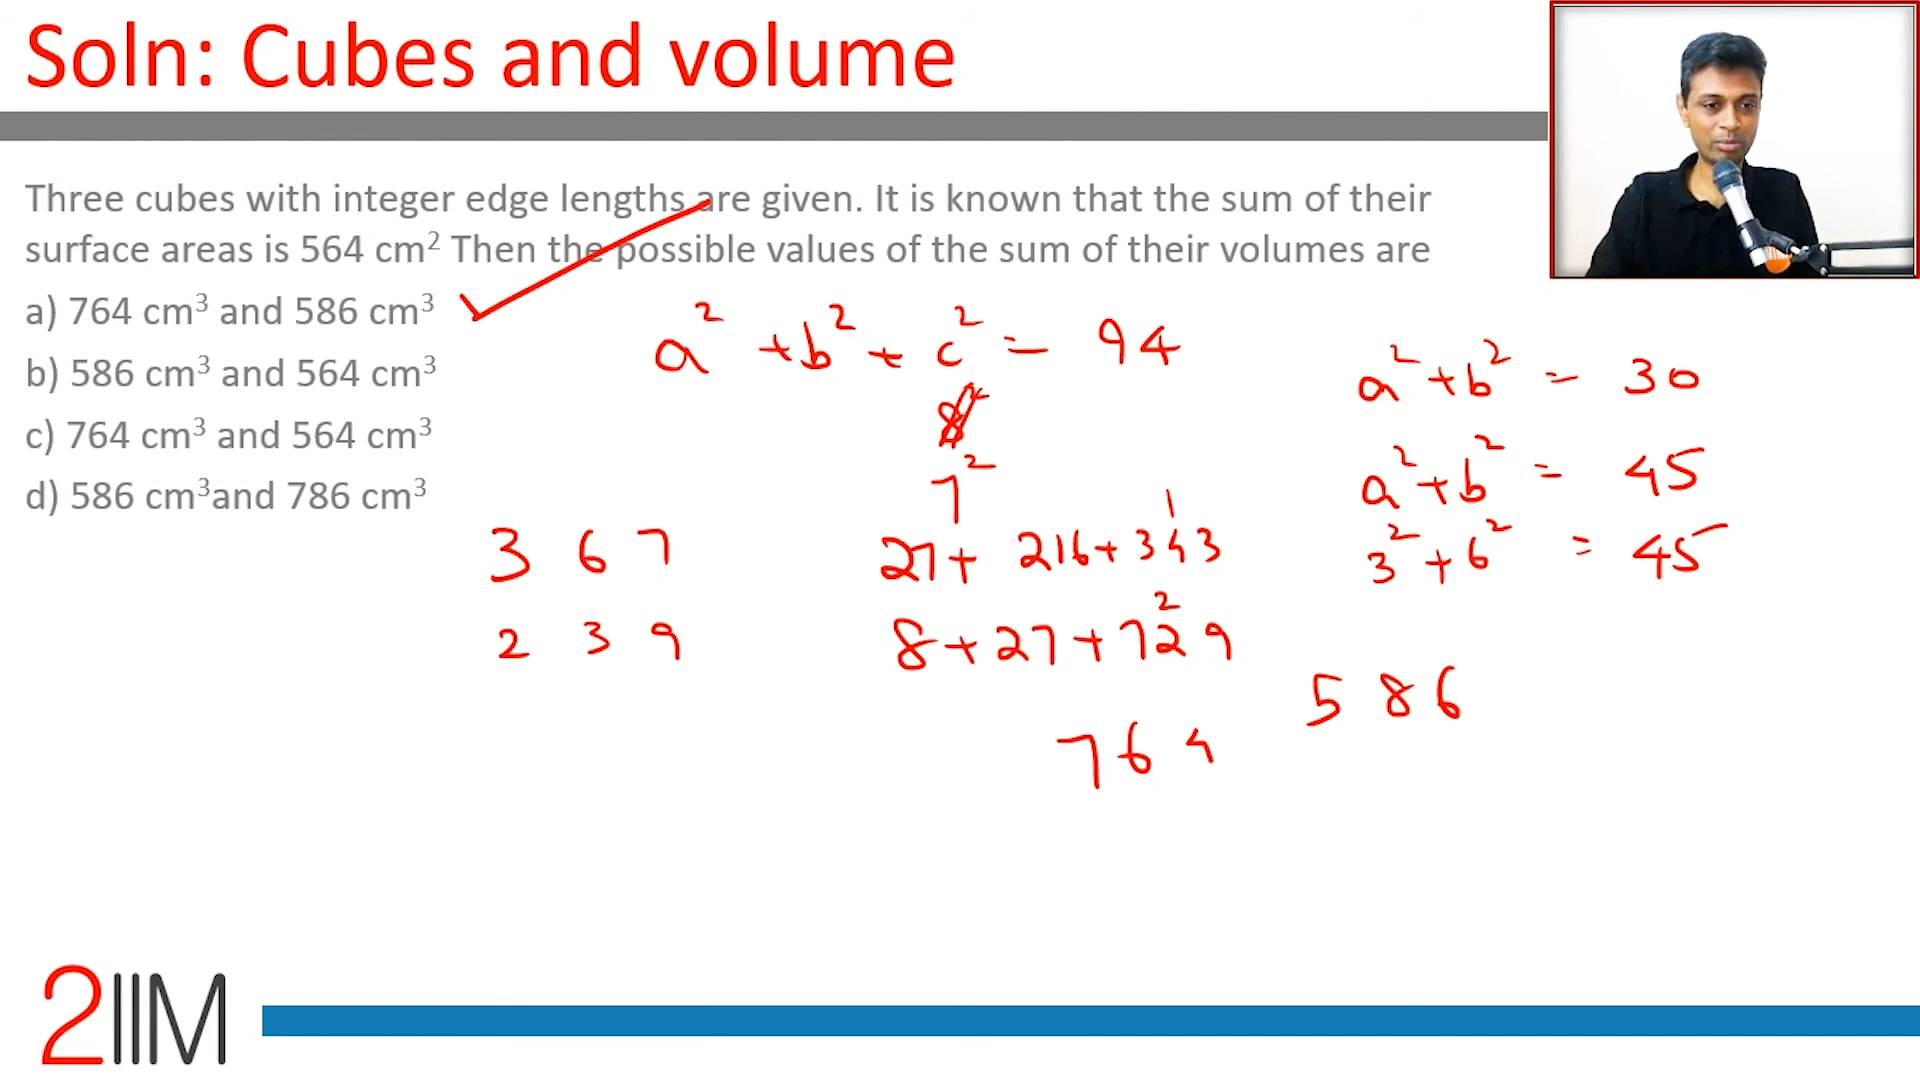 Soln: Cubes and volume
Three cubes with integer edge lengths are given. It is known that the sum of their
surface areas is 564 cm² Then the possible values of the sum of their volumes are
a) 764 cm³ and 586 cm³
b) 586 cm³ and 564 cm³
c) 764 cm³ and 564 cm³
d) 586 cm³and 786 cm³
a² + b² + c² = 94
8²
7²
a² + b² = 30
a² + b² = 45
3² + 6² = 45
3 6 7
27 + 216 + 343
1
2 3 9
8 + 27 + 729
2
586
764
2IIM